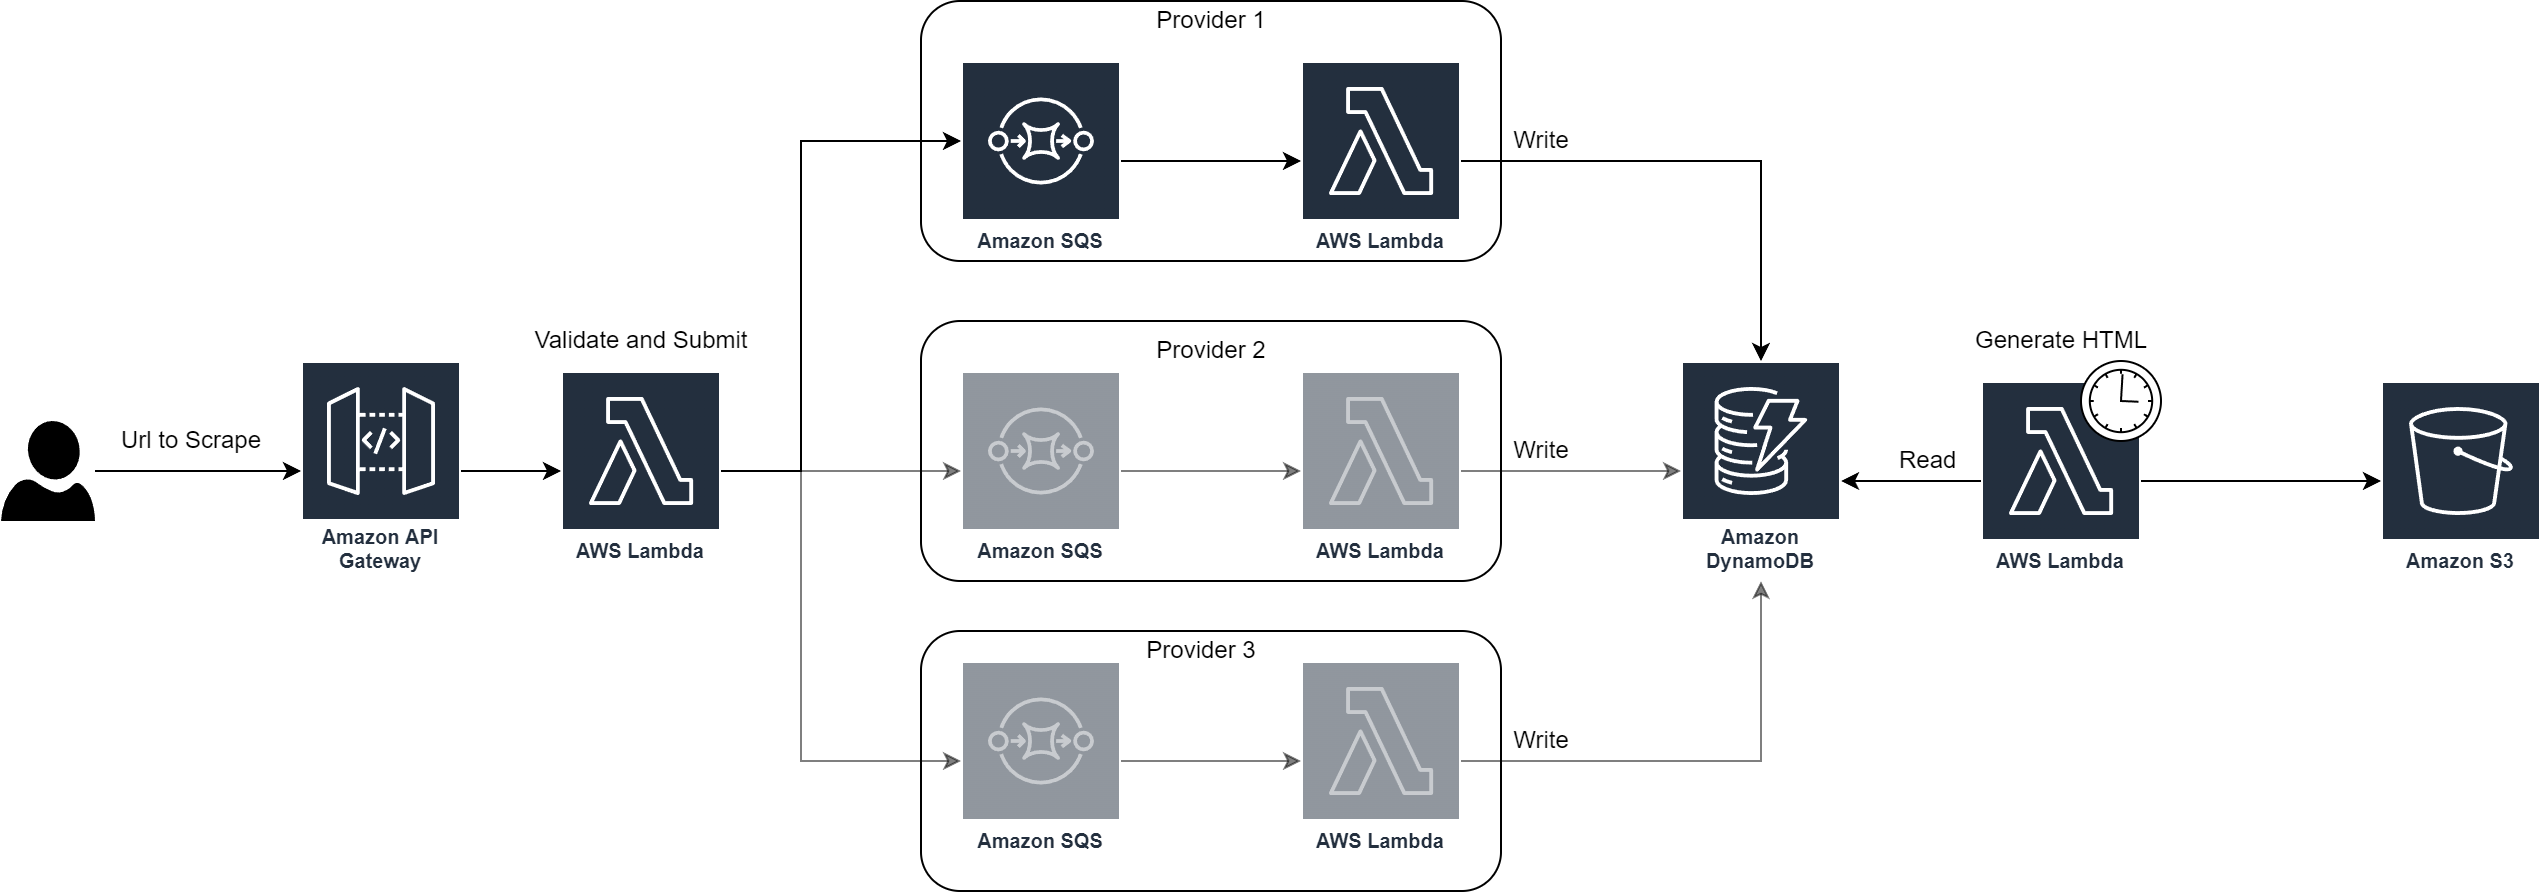 Provider 1
Amazon SQS
AWS Lambda
Write
Url to Scrape
Amazon API
Gateway
Validate and Submit
AWS Lambda
Provider 2
Amazon SQS
AWS Lambda
Write
Amazon
DynamoDB
Read
Generate HTML
AWS Lambda
Amazon S3
Provider 3
Amazon SQS
AWS Lambda
Write